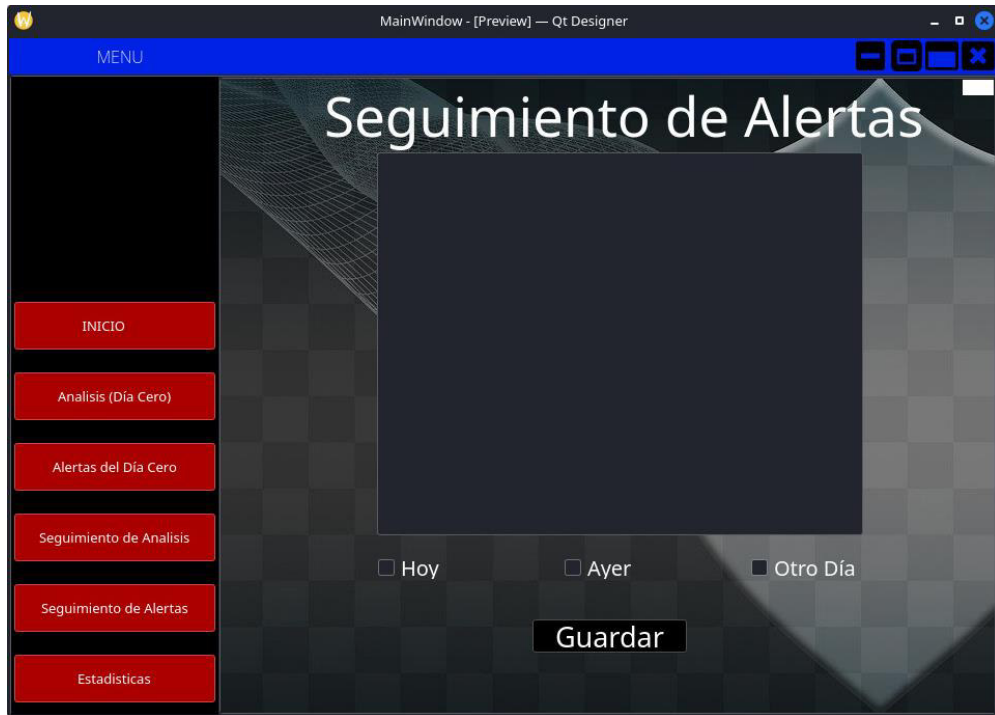 MainWindow - [Preview] — Qt Designer
MENU
Seguimiento de Alertas
INICIO
Analisis (Día Cero)
Alertas del Día Cero
Seguimiento de Analisis
Seguimiento de Alertas
Estadisticas
Hoy
Ayer
Otro Día
Guardar